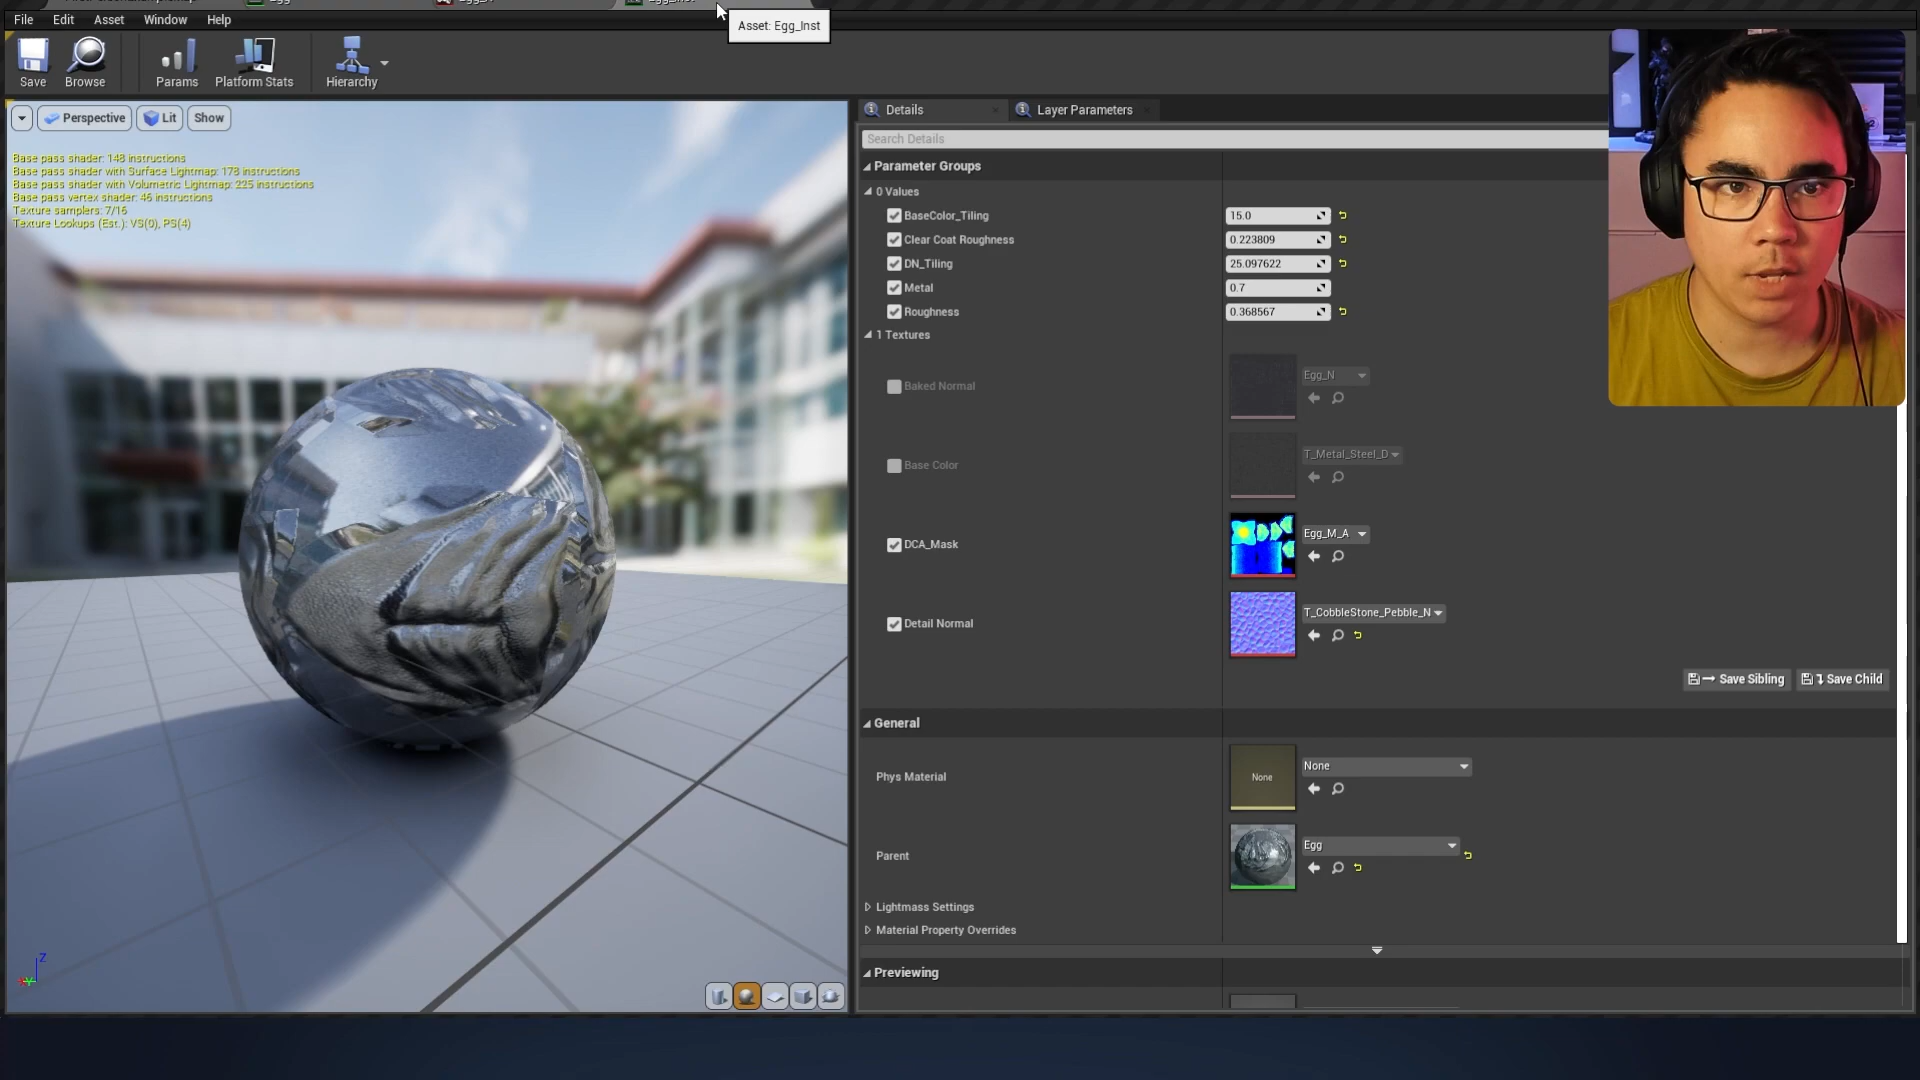 File Edit Asset Window Help
Asset: Egg_Inst
Save Browse Params Platform Stats Hierarchy
Perspective Lit Show
Base pass shader: 148 instructions
Base pass shader with Surface Lightmap: 178 instructions
Base pass shader with Volumetric Lightmap: 225 instructions
Base pass vertex shader: 46 instructions
Texture samplers: 7/16
Texture Lookups (Est.): VS(0), PS(4)
Z
Details Layer Parameters
Search Details
Parameter Groups
0 Values
BaseColor_Tiling 15.0
Clear Coat Roughness 0.223809
DN_Tiling 25.097622
Metal 0.7
Roughness 0.368567
1 Textures
Baked Normal Egg_N
Base Color T_Metal_Steel_D
DCA_Mask Egg_M_A
Detail Normal T_CobbleStone_Pebble_N
Save Sibling Save Child
General
Phys Material None None
Parent Egg
Lightmass Settings
Material Property Overrides
Previewing